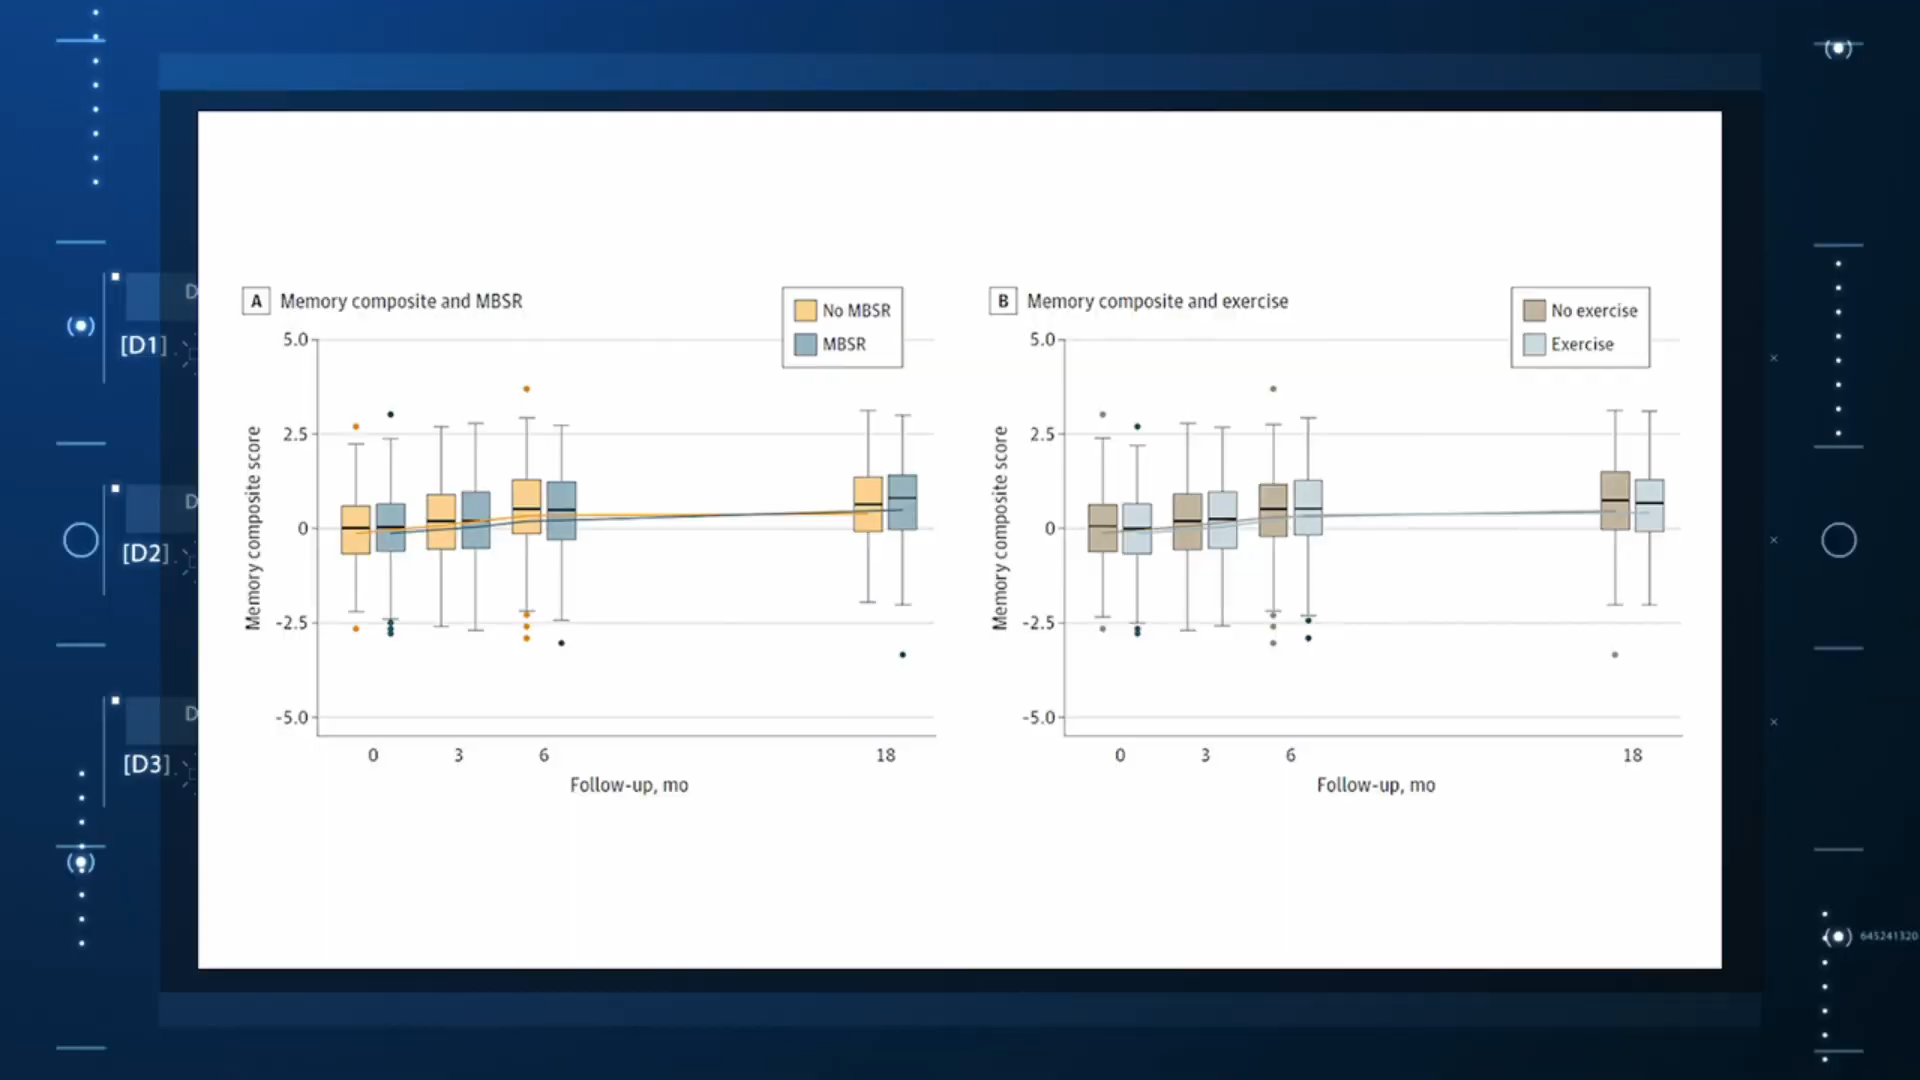 A Memory composite and MBSR
No MBSR
MBSR
5.0
2.5
0
-2.5
-5.0
Memory composite score
0 3 6 18
Follow-up, mo
B Memory composite and exercise
No exercise
Exercise
5.0
2.5
0
-2.5
-5.0
Memory composite score
0 3 6 18
Follow-up, mo
D
[D1]
D
[D2]
D
[D3]
645241320